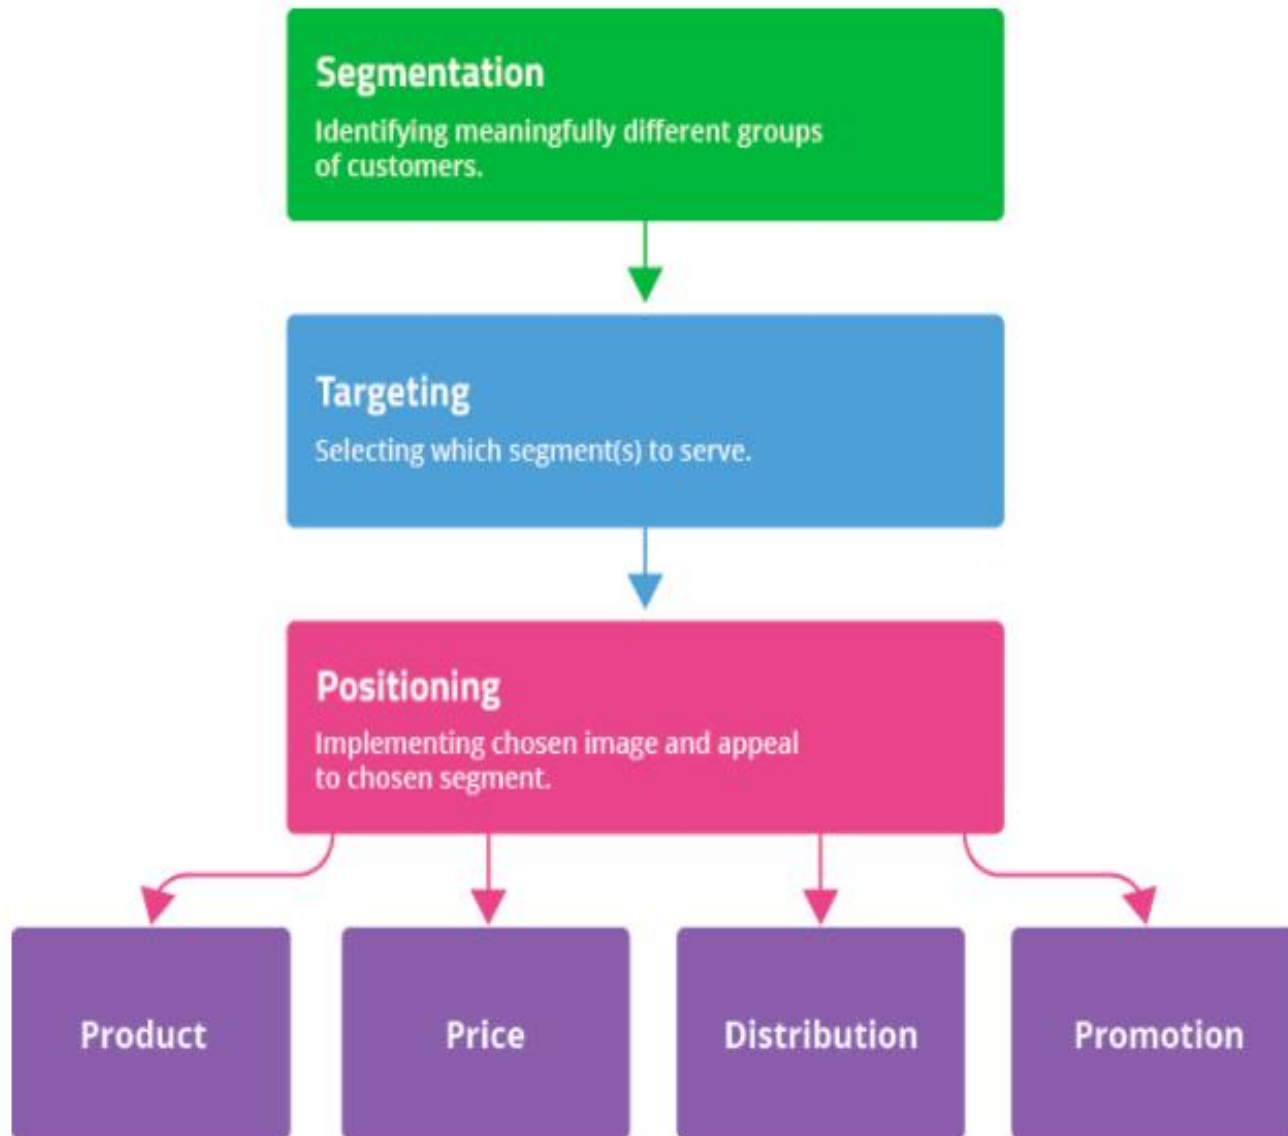 Segmentation
Identifying meaningfully different groups
of customers.
Targeting
Selecting which segment(s) to serve.
Positioning
Implementing chosen image and appeal
to chosen segment.
Product
Price
Distribution
Promotion